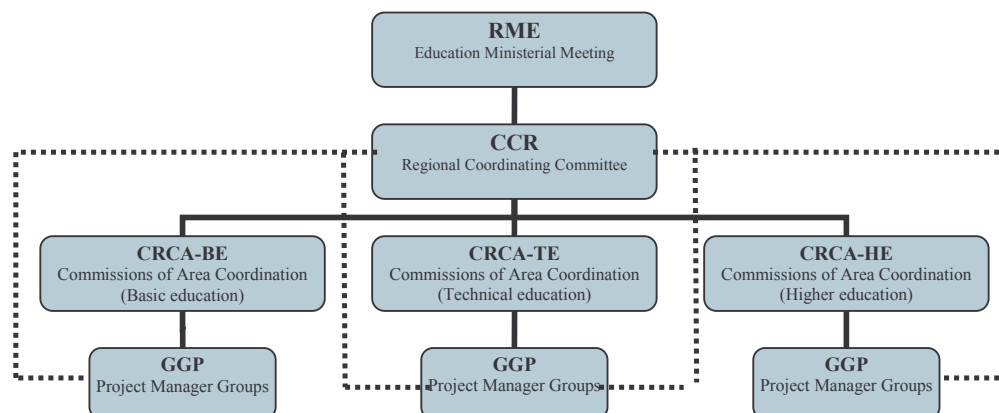 RME
Education Ministerial Meeting
CCR
Regional Coordinating Committee
CRCA-BE
Commissions of Area Coordination
(Basic education)
CRCA-TE
Commissions of Area Coordination
(Technical education)
CRCA-HE
Commissions of Area Coordination
(Higher education)
GGP
Project Manager Groups
GGP
Project Manager Groups
GGP
Project Manager Groups